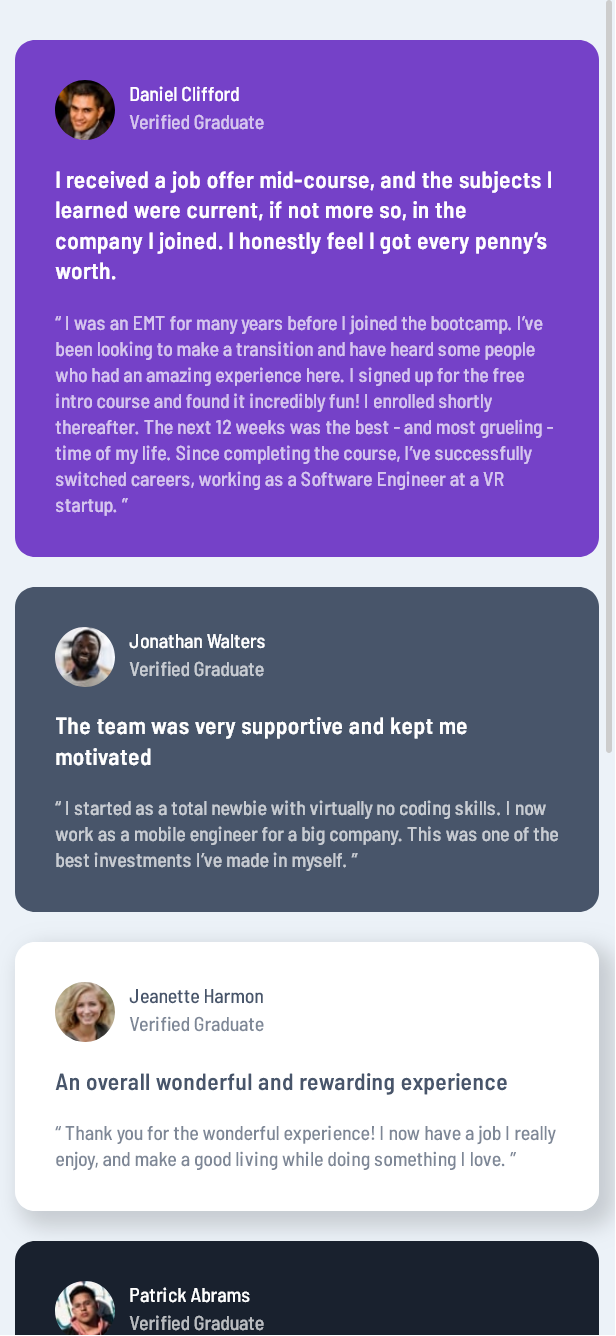 Daniel Clifford
Verified Graduate
I received a job offer mid-course, and the subjects I
learned were current, if not more so, in the
company I joined. I honestly feel I got every penny’s
worth.
“ I was an EMT for many years before I joined the bootcamp. I’ve
been looking to make a transition and have heard some people
who had an amazing experience here. I signed up for the free
intro course and found it incredibly fun! I enrolled shortly
thereafter. The next 12 weeks was the best - and most grueling -
time of my life. Since completing the course, I’ve successfully
switched careers, working as a Software Engineer at a VR
startup. ”
Jonathan Walters
Verified Graduate
The team was very supportive and kept me
motivated
“ I started as a total newbie with virtually no coding skills. I now
work as a mobile engineer for a big company. This was one of the
best investments I’ve made in myself. ”
Jeanette Harmon
Verified Graduate
An overall wonderful and rewarding experience
“ Thank you for the wonderful experience! I now have a job I really
enjoy, and make a good living while doing something I love. ”
Patrick Abrams
Verified Graduate